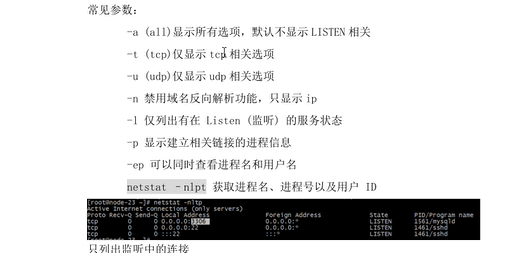 常见参数:
-a (all)显示所有选项，默认不显示 LISTEN 相关
-t (tcp)仅显示 tcp 相关选项
-u (udp)仅显示 udp 相关选项
-n 禁用域名反向解析功能，只显示 ip
-l 仅列出有在 Listen (监听) 的服务状态
-p 显示建立相关链接的进程信息
-ep 可以同时查看进程名和用户名
netstat -nlpt 获取进程名、进程号以及用户 ID
[root@node-23 ~]# netstat -nltp
Active Internet connections (only servers)
Proto Recv-Q Send-Q Local Address Foreign Address State PID/Program name
tcp 0 0 0.0.0.0:3306 0.0.0.0:* LISTEN 1561/mysqld
tcp 0 0 0.0.0.0:22 0.0.0.0:* LISTEN 1461/sshd
tcp 0 0 :::22 :::* LISTEN 1461/sshd
只列出监听中的连接